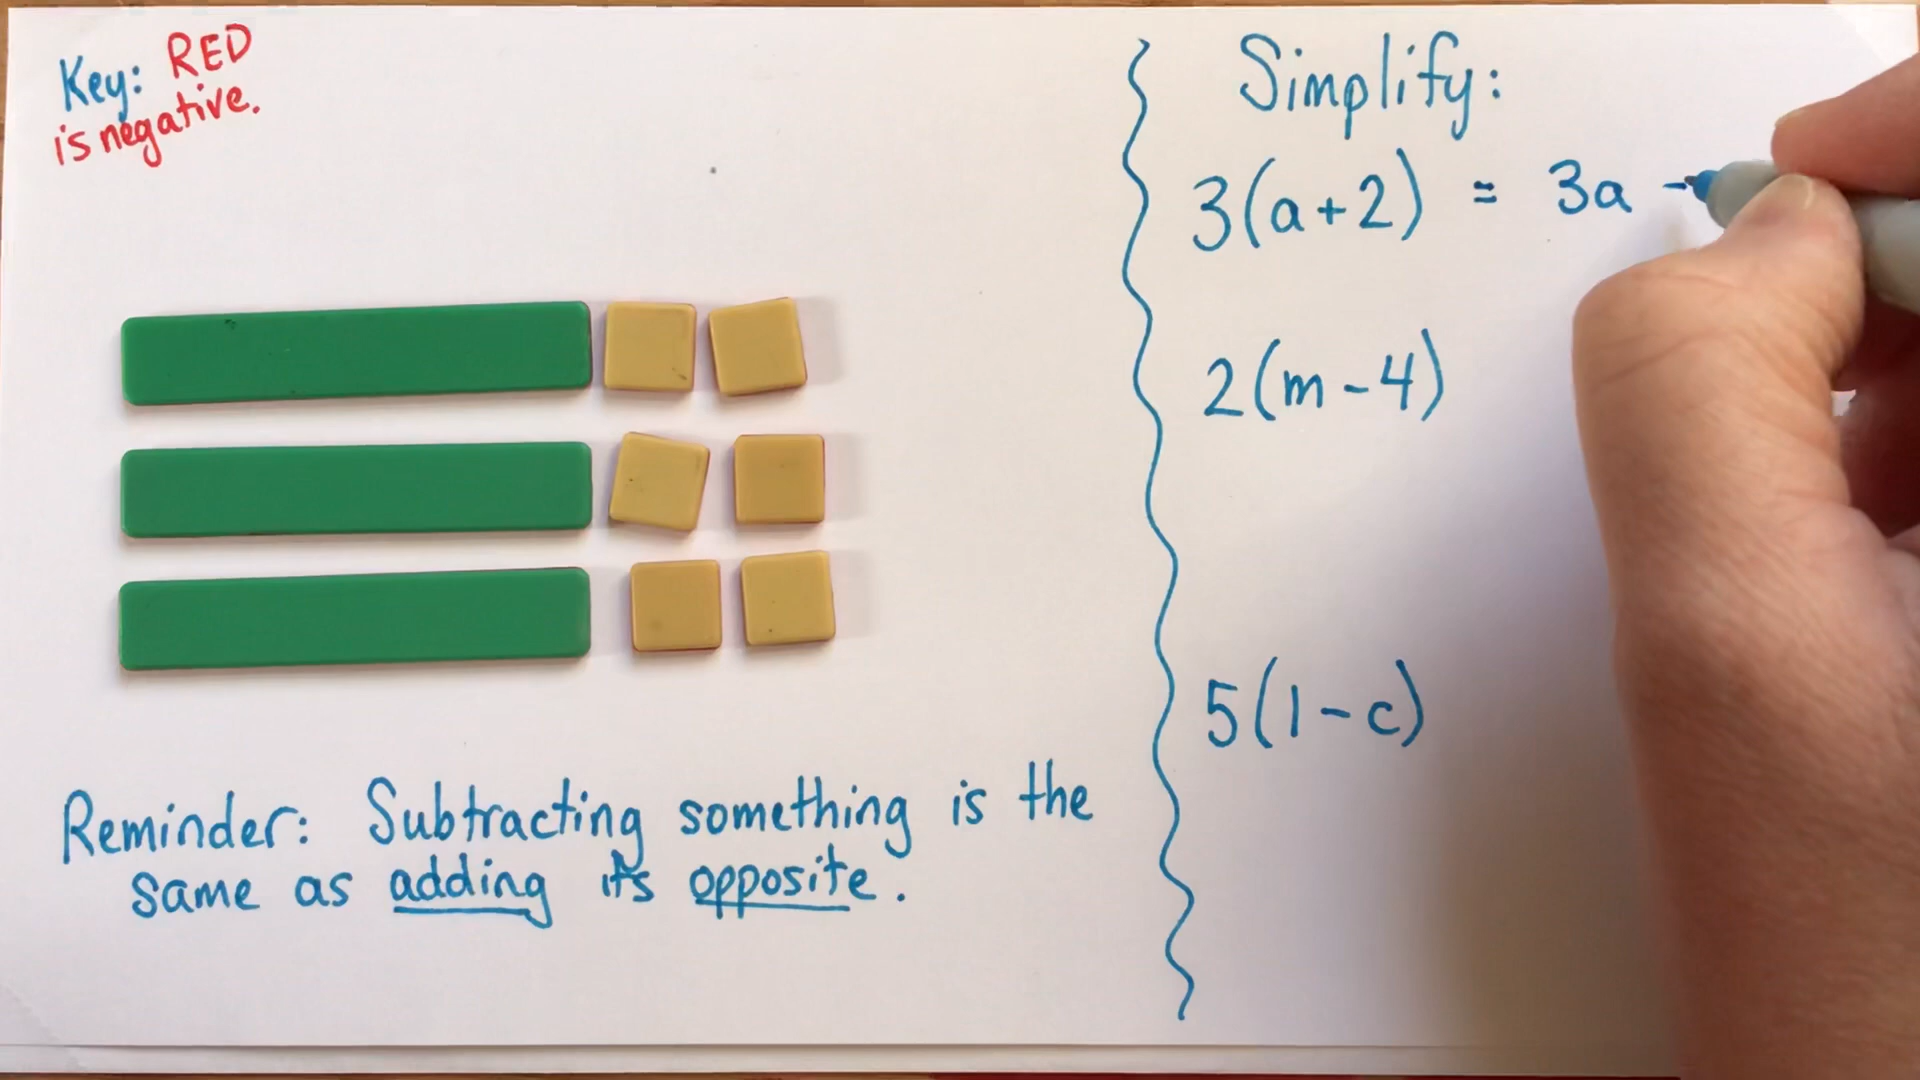 Key: RED
is negative.
Simplify:
3(a+2) = 3a -
2(m-4)
5(1-c)
Reminder: Subtracting something is the
same as adding its opposite.